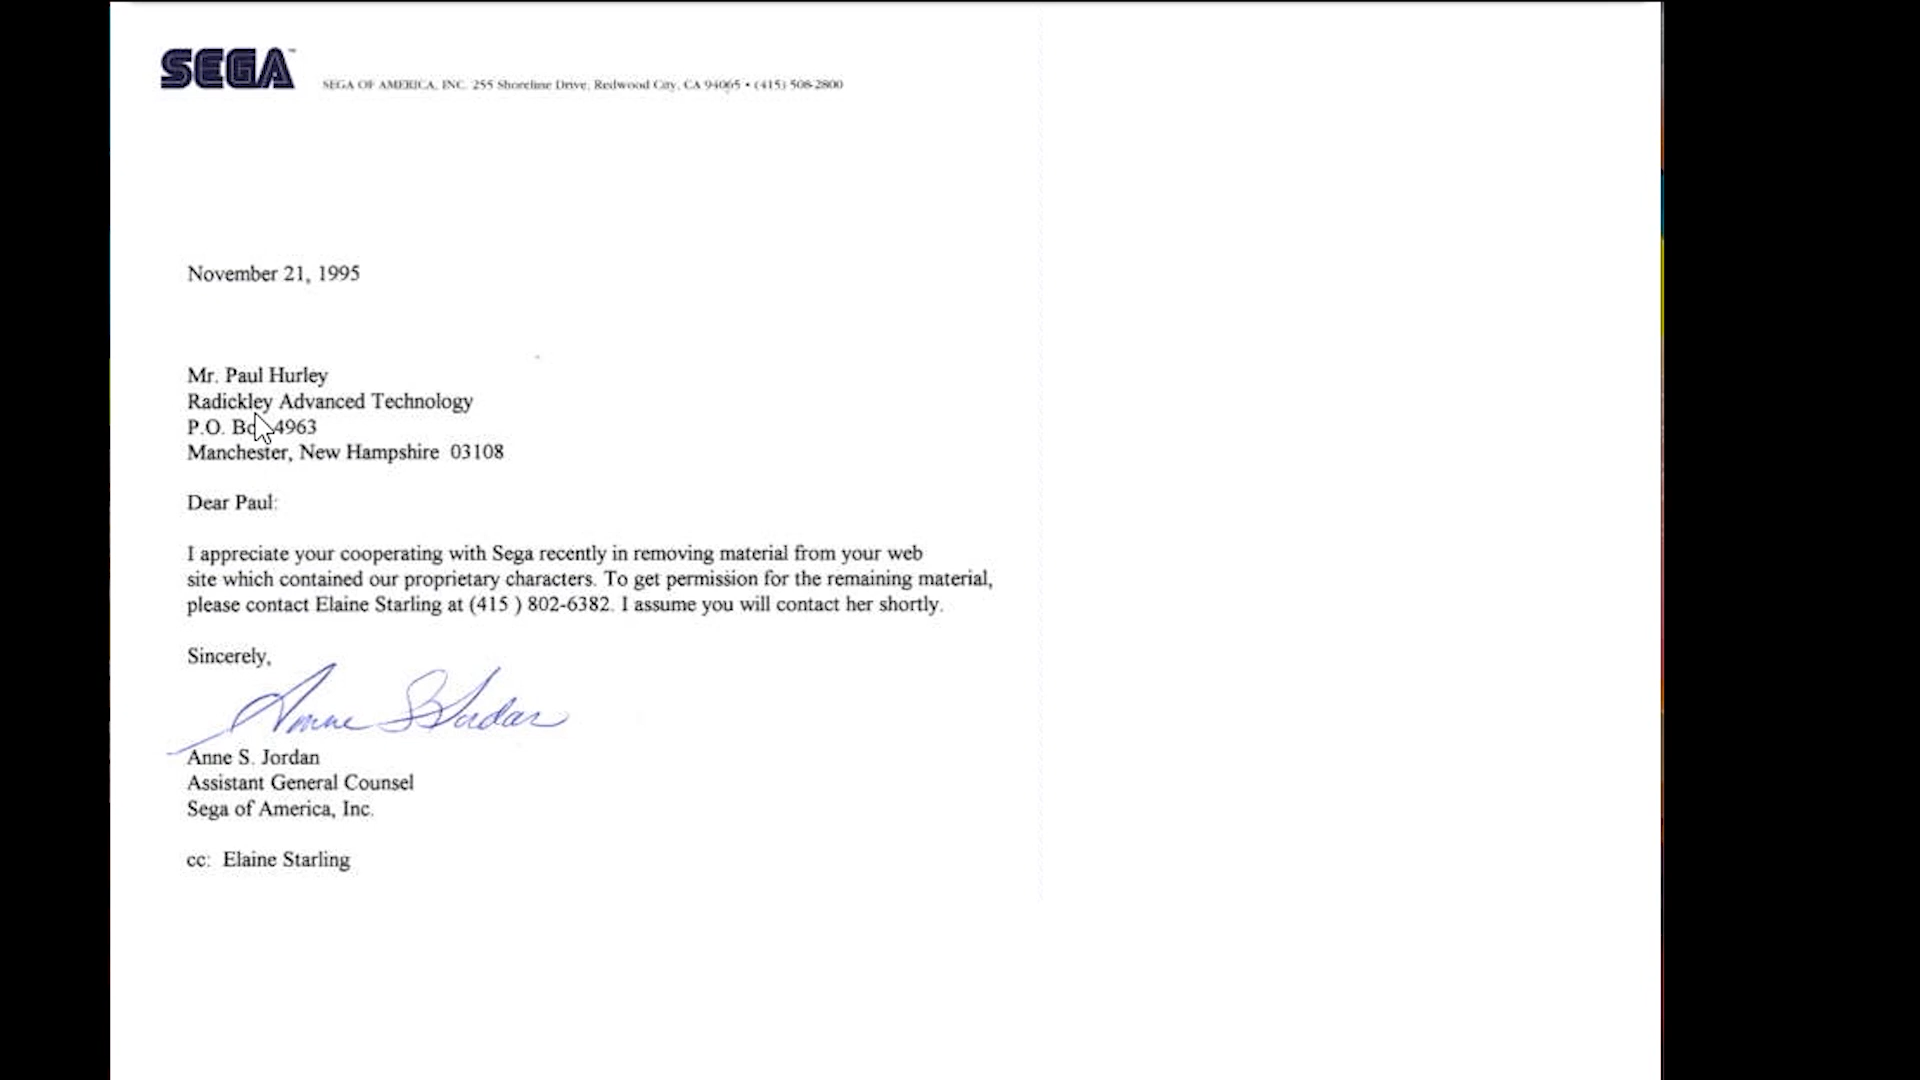 SEGA™
SEGA OF AMERICA, INC. 255 Shoreline Drive, Redwood City, CA 94065 • (415) 508-2800
November 21, 1995
Mr. Paul Hurley
Radickley Advanced Technology
P.O. 4963
Manchester, New Hampshire 03108
Dear Paul:
I appreciate your cooperating with Sega recently in removing material from your web
site which contained our proprietary characters. To get permission for the remaining material,
please contact Elaine Starling at (415 ) 802-6382. I assume you will contact her shortly.
Sincerely,
Anne S Jordan
Anne S. Jordan
Assistant General Counsel
Sega of America, Inc.
cc: Elaine Starling